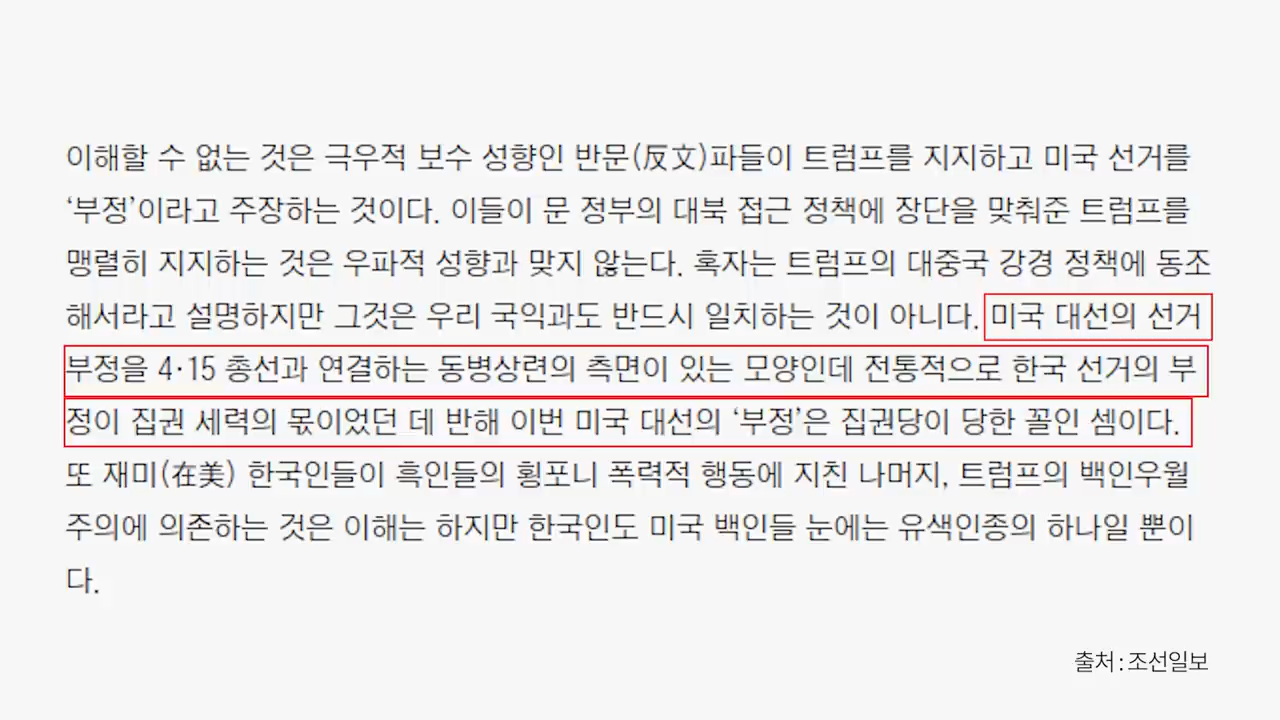 이해할 수 없는 것은 극우적 보수 성향인 반문(反文)파들이 트럼프를 지지하고 미국 선거를
‘부정’이라고 주장하는 것이다. 이들이 문 정부의 대북 접근 정책에 장단을 맞춰준 트럼프를
맹렬히 지지하는 것은 우파적 성향과 맞지 않는다. 혹자는 트럼프의 대중국 강경 정책에 동조
해서라고 설명하지만 그것은 우리 국익과도 반드시 일치하는 것이 아니다. 미국 대선의 선거
부정을 4·15 총선과 연결하는 동병상련의 측면이 있는 모양인데 전통적으로 한국 선거의 부
정이 집권 세력의 몫이었던 데 반해 이번 미국 대선의 ‘부정’은 집권당이 당한 꼴인 셈이다.
또 재미(在美) 한국인들이 흑인들의 횡포니 폭력적 행동에 지친 나머지, 트럼프의 백인우월
주의에 의존하는 것은 이해는 하지만 한국인도 미국 백인들 눈에는 유색인종의 하나일 뿐이
다.
출처 : 조선일보